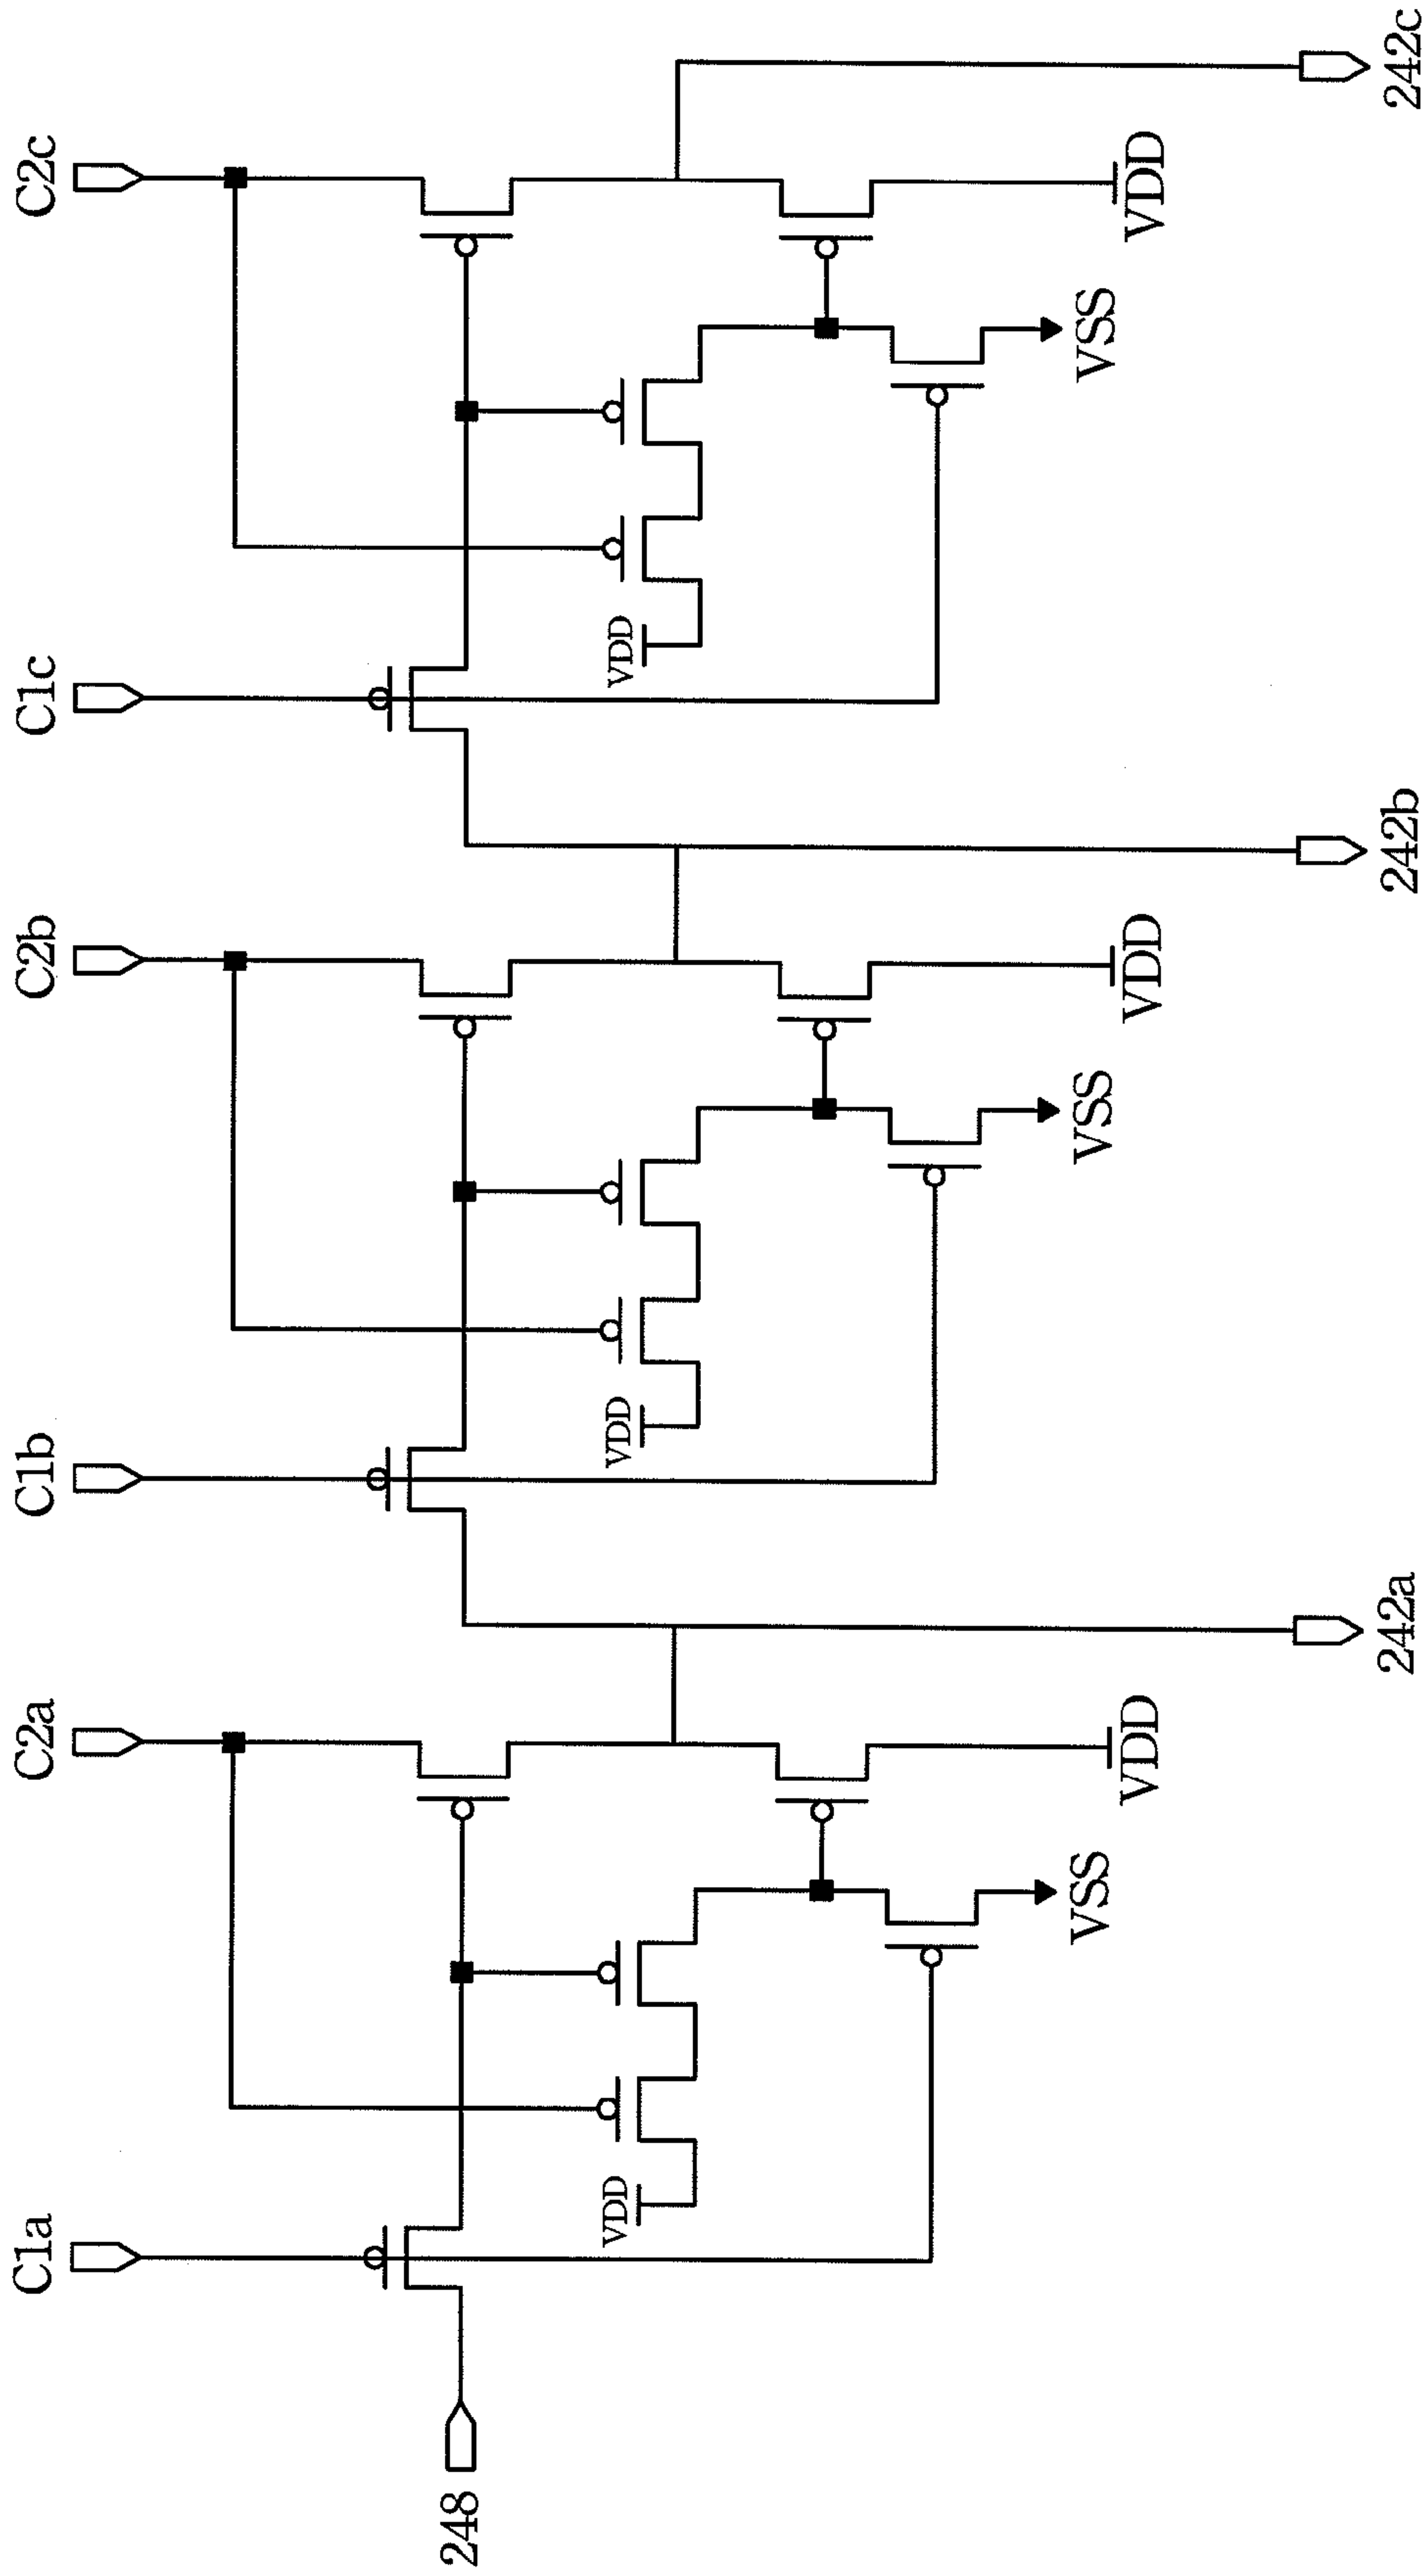 C1a
C2a
C1b
C2b
C1c
C2c
248
VDD
VSS
VDD
VDD
VSS
VDD
VDD
VSS
VDD
242a
242b
242c